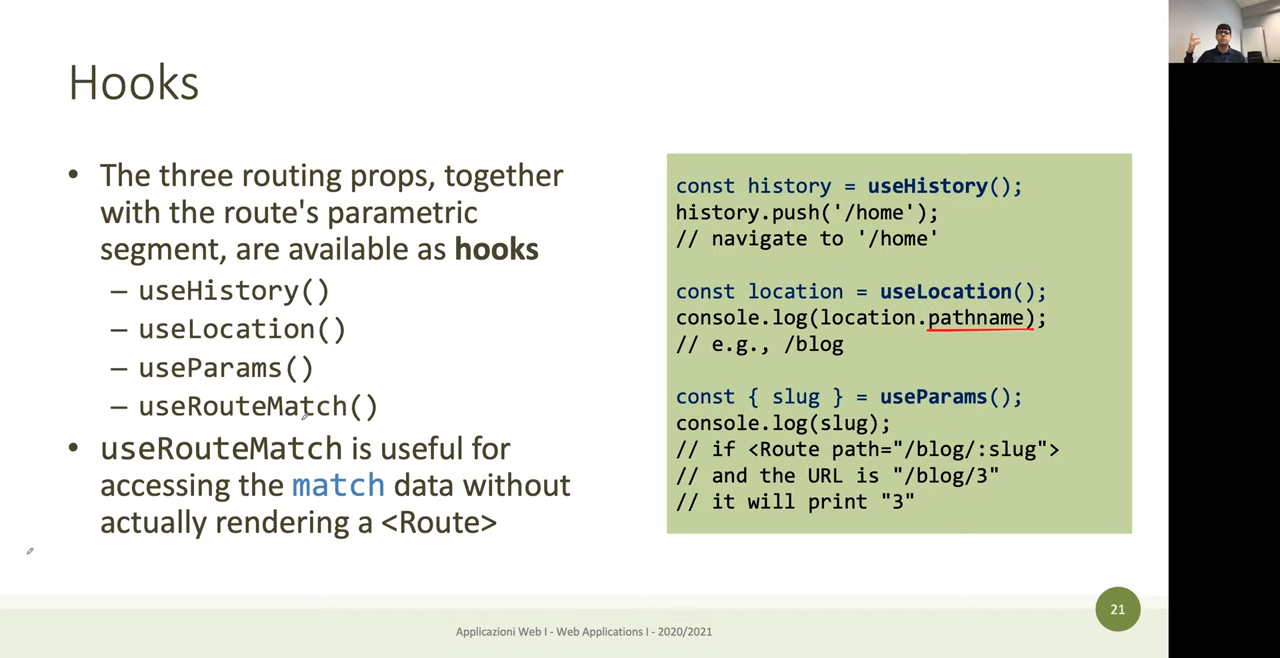 Hooks
• The three routing props, together
with the route's parametric
segment, are available as hooks
– useHistory()
– useLocation()
– useParams()
– useRouteMatch()
• useRouteMatch is useful for
accessing the match data without
actually rendering a <Route>
const history = useHistory();
history.push('/home');
// navigate to '/home'
const location = useLocation();
console.log(location.pathname);
// e.g., /blog
const { slug } = useParams();
console.log(slug);
// if <Route path="/blog/:slug">
// and the URL is "/blog/3"
// it will print "3"
21
Applicazioni Web I - Web Applications I - 2020/2021